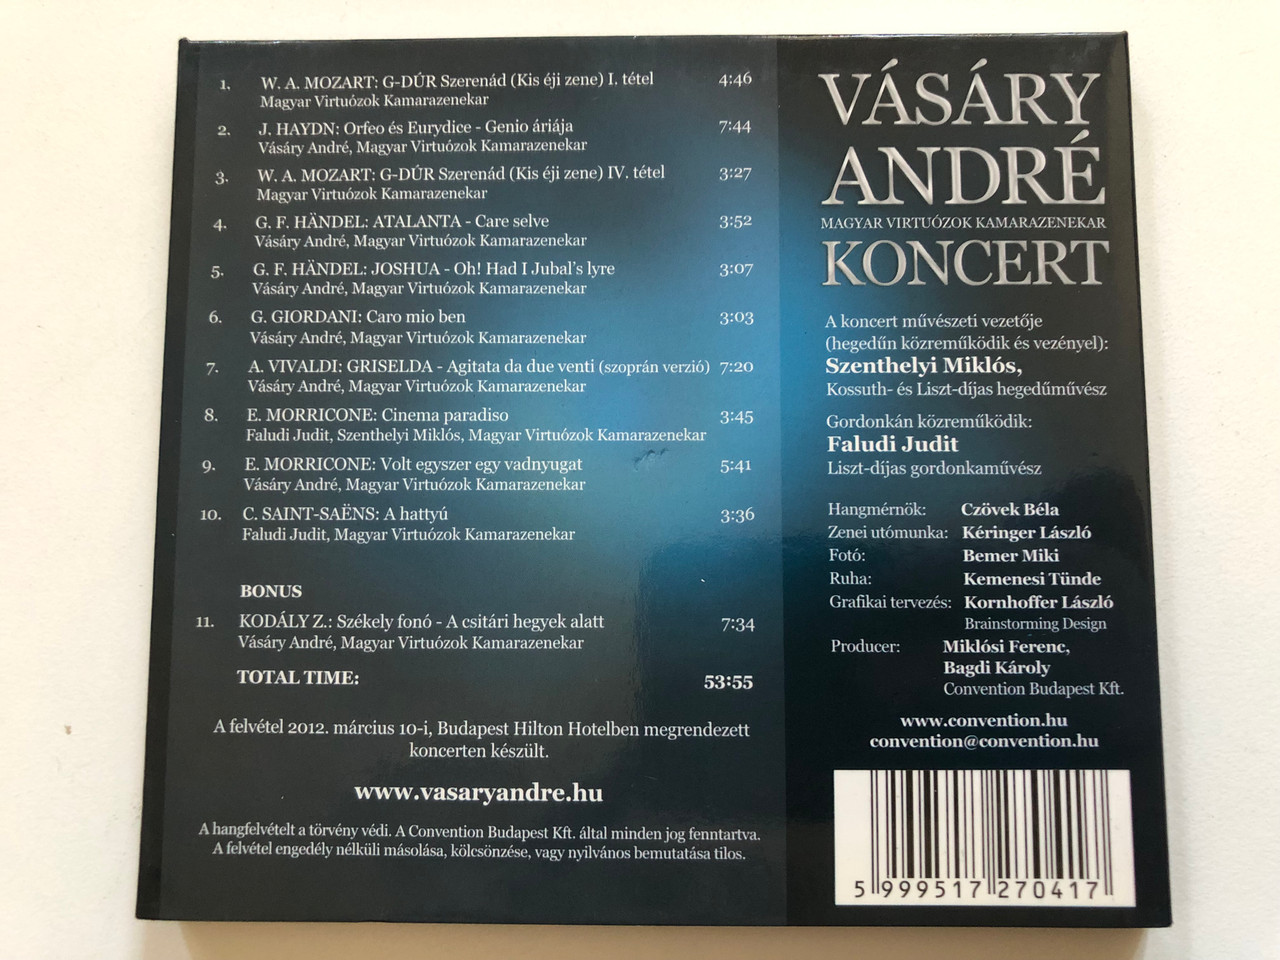 1. W. A. MOZART: G-DÚR Szerenád (Kis éji zene) I. tétel 4:46
Magyar Virtuózok Kamarazenekar
2. J. HAYDN: Orfeo és Eurydice - Genio áriája 7:44
Vásáry André, Magyar Virtuózok Kamarazenekar
3. W. A. MOZART: G-DÚR Szerenád (Kis éji zene) IV. tétel 3:27
Magyar Virtuózok Kamarazenekar
4. G. F. HÄNDEL: ATALANTA - Care selve 3:52
Vásáry André, Magyar Virtuózok Kamarazenekar
5. G. F. HÄNDEL: JOSHUA - Oh! Had I Jubal's lyre 3:07
Vásáry André, Magyar Virtuózok Kamarazenekar
6. G. GIORDANI: Caro mio ben 3:03
Vásáry André, Magyar Virtuózok Kamarazenekar
7. A. VIVALDI: GRISELDA - Agitata da due venti (szoprán verzió) 7:20
Vásáry André, Magyar Virtuózok Kamarazenekar
8. E. MORRICONE: Cinema paradiso 3:45
Faludi Judit, Szenthelyi Miklós, Magyar Virtuózok Kamarazenekar
9. E. MORRICONE: Volt egyszer egy vadnyugat 5:41
Vásáry André, Magyar Virtuózok Kamarazenekar
10. C. SAINT-SAËNS: A hattyú 3:36
Faludi Judit, Magyar Virtuózok Kamarazenekar
BONUS
11. KODÁLY Z.: Székely fonó - A csitári hegyek alatt 7:34
Vásáry André, Magyar Virtuózok Kamarazenekar
TOTAL TIME: 53:55
A felvétel 2012. március 10-i, Budapest Hilton Hotelben megrendezett
koncerten készült.
www.vasaryandre.hu
A hangfelvételt a törvény védi. A Convention Budapest Kft. által minden jog fenntartva.
A felvétel engedély nélküli másolása, kölcsönzése, vagy nyilvános bemutatása tilos.
VÁSÁRY
ANDRÉ
MAGYAR VIRTUÓZOK KAMARAZENEKAR
KONCERT
A koncert művészeti vezetője
(hegedűn közreműködik és vezényel):
Szenthelyi Miklós,
Kossuth- és Liszt-díjas hegedűművész
Gordonkán közreműködik:
Faludi Judit
Liszt-díjas gordonkaművész
Hangmérnök: Czövek Béla
Zenei utómunka: Kéringer László
Fotó: Bemer Miki
Ruha: Kemenesi Tünde
Grafikai tervezés: Kornhoffer László
Brainstorming Design
Producer: Miklósi Ferenc,
Bagdi Károly
Convention Budapest Kft.
www.convention.hu
convention@convention.hu
5 999517 270417